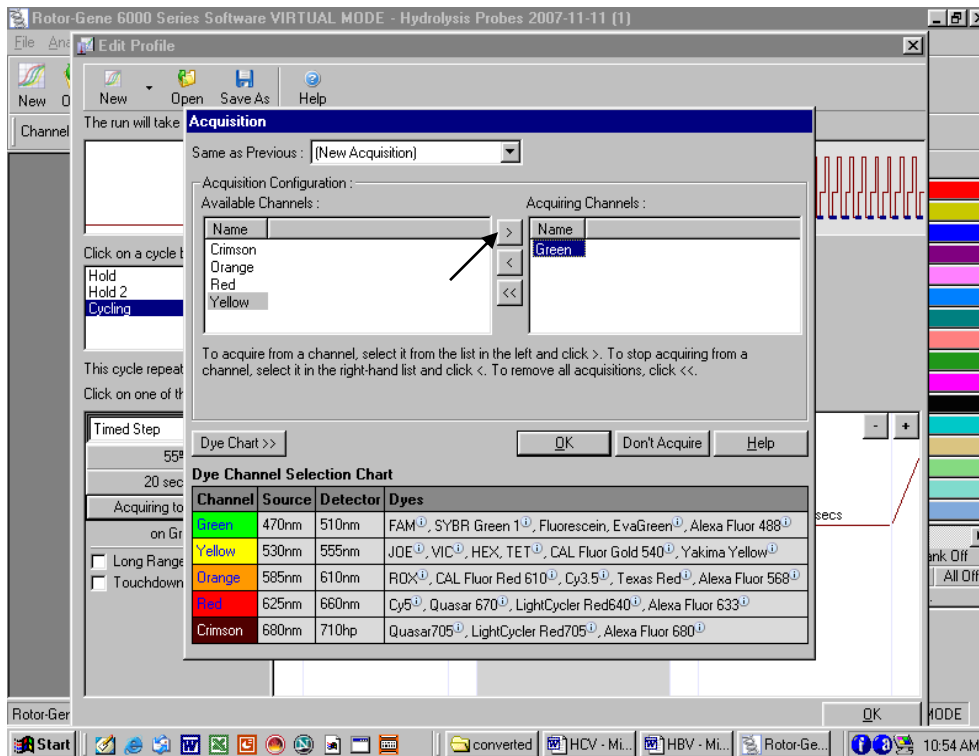 Rotor-Gene 6000 Series Software VIRTUAL MODE - Hydrolysis Probes 2007-11-11 (1)
File Ana
Edit Profile
New
New Open Save As Help
Channel
The run will take
Acquisition
Same as Previous : (New Acquisition)
Acquisition Configuration :
Available Channels :
Acquiring Channels :
Name
>
Name
Crimson
Green
Orange
<
Red
Yellow
<<
Click on a cycle b
Hold
Hold 2
Cycling
To acquire from a channel, select it from the list in the left and click >. To stop acquiring from a
channel, select it in the right-hand list and click <. To remove all acquisitions, click <<.
This cycle repeat
Click on one of th
Timed Step
- +
Dye Chart >>
OK Don't Acquire Help
55º
20 sec
Acquiring to
on Gr
Long Range
Touchdown
secs
Dye Channel Selection Chart
Channel Source Detector Dyes
Green 470nm 510nm FAM, SYBR Green 1, Fluorescein, EvaGreen, Alexa Fluor 488
Yellow 530nm 555nm JOE, VIC, HEX, TET, CAL Fluor Gold 540, Yakima Yellow
Orange 585nm 610nm ROX, CAL Fluor Red 610, Cy3.5, Texas Red, Alexa Fluor 568
Red 625nm 660nm Cy5, Quasar 670, LightCycler Red640, Alexa Fluor 633
Crimson 680nm 710hp Quasar705, LightCycler Red705, Alexa Fluor 680
ank Off
All Off
OK
Rotor-Ger
MODE
Start
converted
HCV - Mi...
HBV - Mi...
Rotor-Ge...
10:54 AM